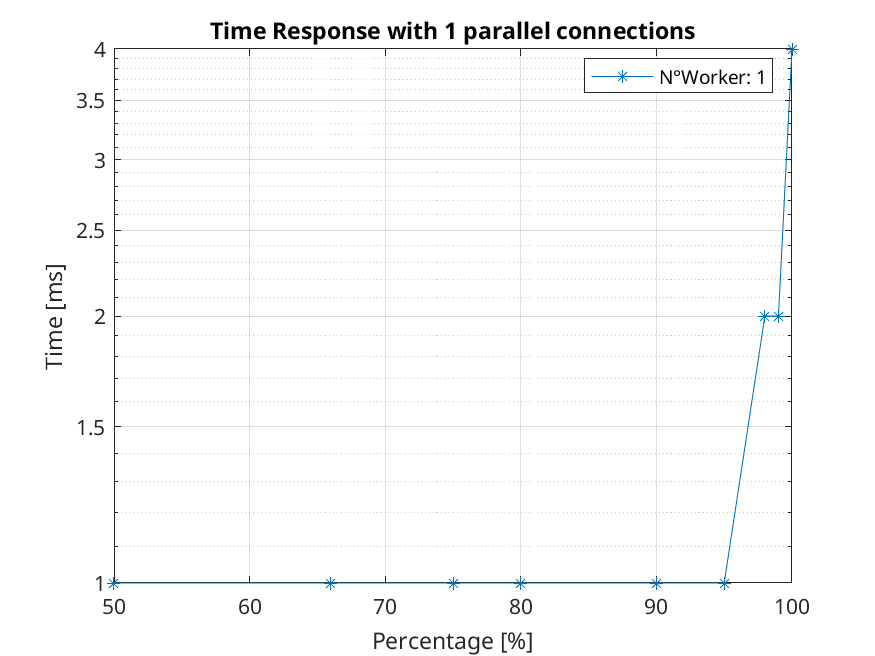 Time Response with 1 parallel connections
N°Worker: 1
4
3.5
3
2.5
2
1.5
1
Time [ms]
50 60 70 80 90 100
Percentage [%]